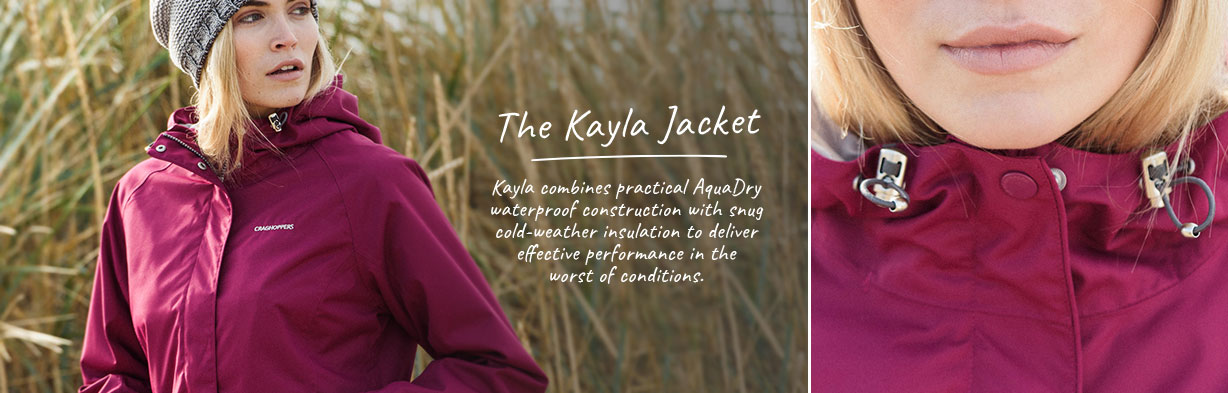 The Kayla Jacket
Kayla combines practical AquaDry
waterproof construction with snug
cold-weather insulation to deliver
effective performance in the
worst of conditions.
CRAGHOPPERS